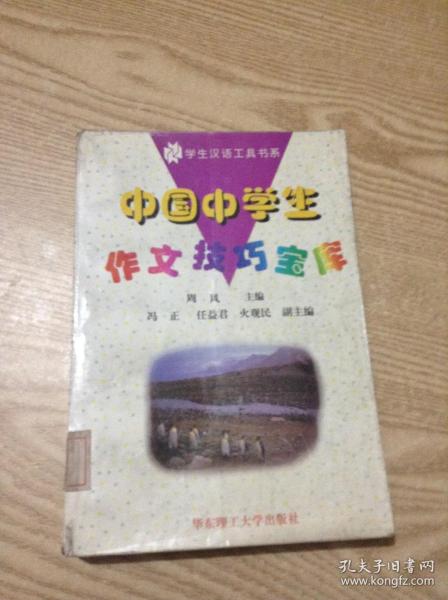 学生汉语工具书系
中国中学生
作文技巧宝库
周 风 主编
冯 正 任益君 火观民 副主编
华东理工大学出版社
孔夫子旧书网
www.kongfz.com